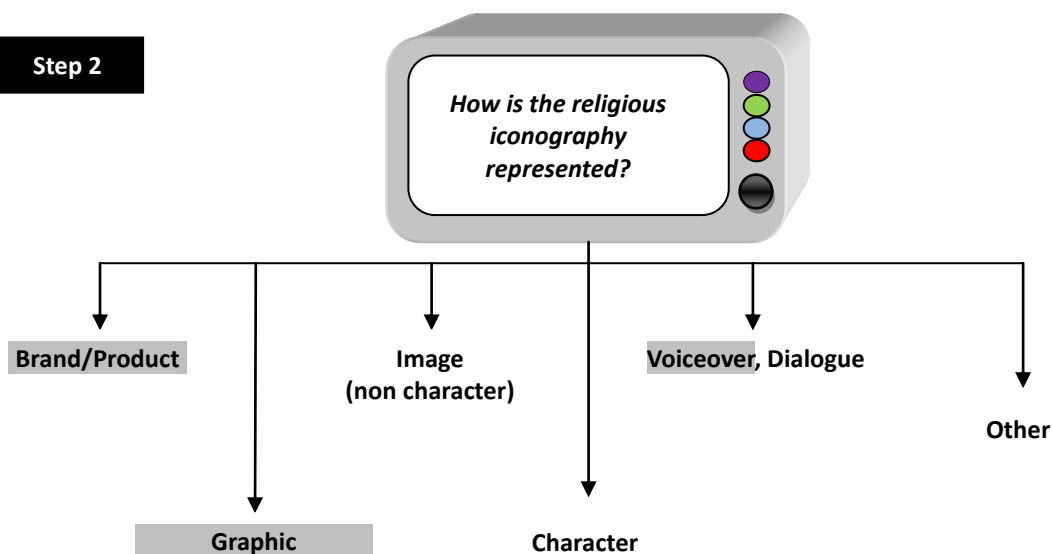 Step 2
How is the religious
iconography
represented?
Brand/Product
Image
(non character)
Voiceover, Dialogue
Other
Graphic
Character